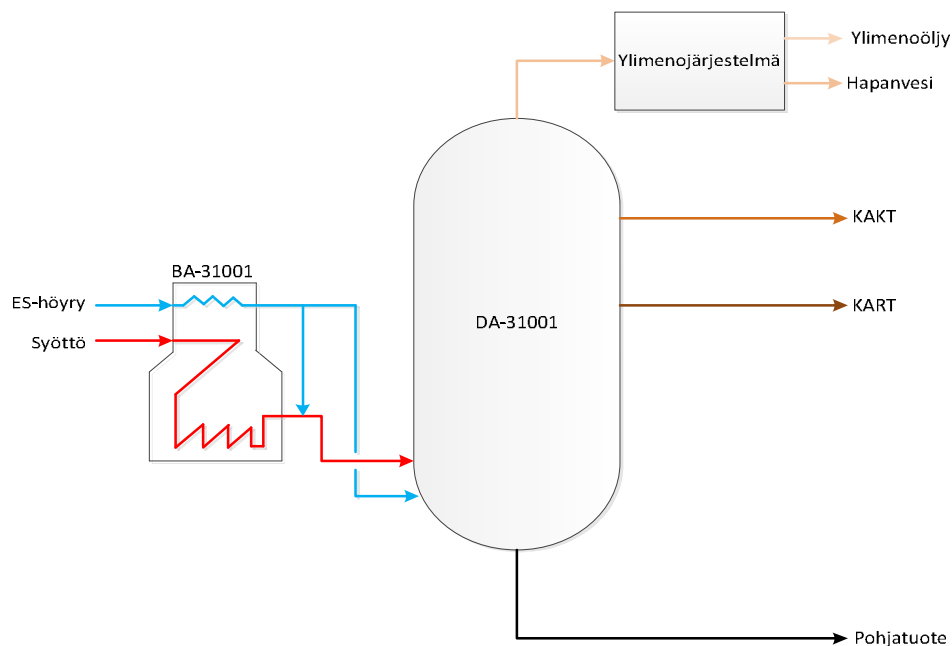 Ylimenoöljy
Ylimenojärjestelmä
Hapanvesi
KAKT
BA-31001
ES-höyry
KART
DA-31001
Syöttö
Pohjatuote